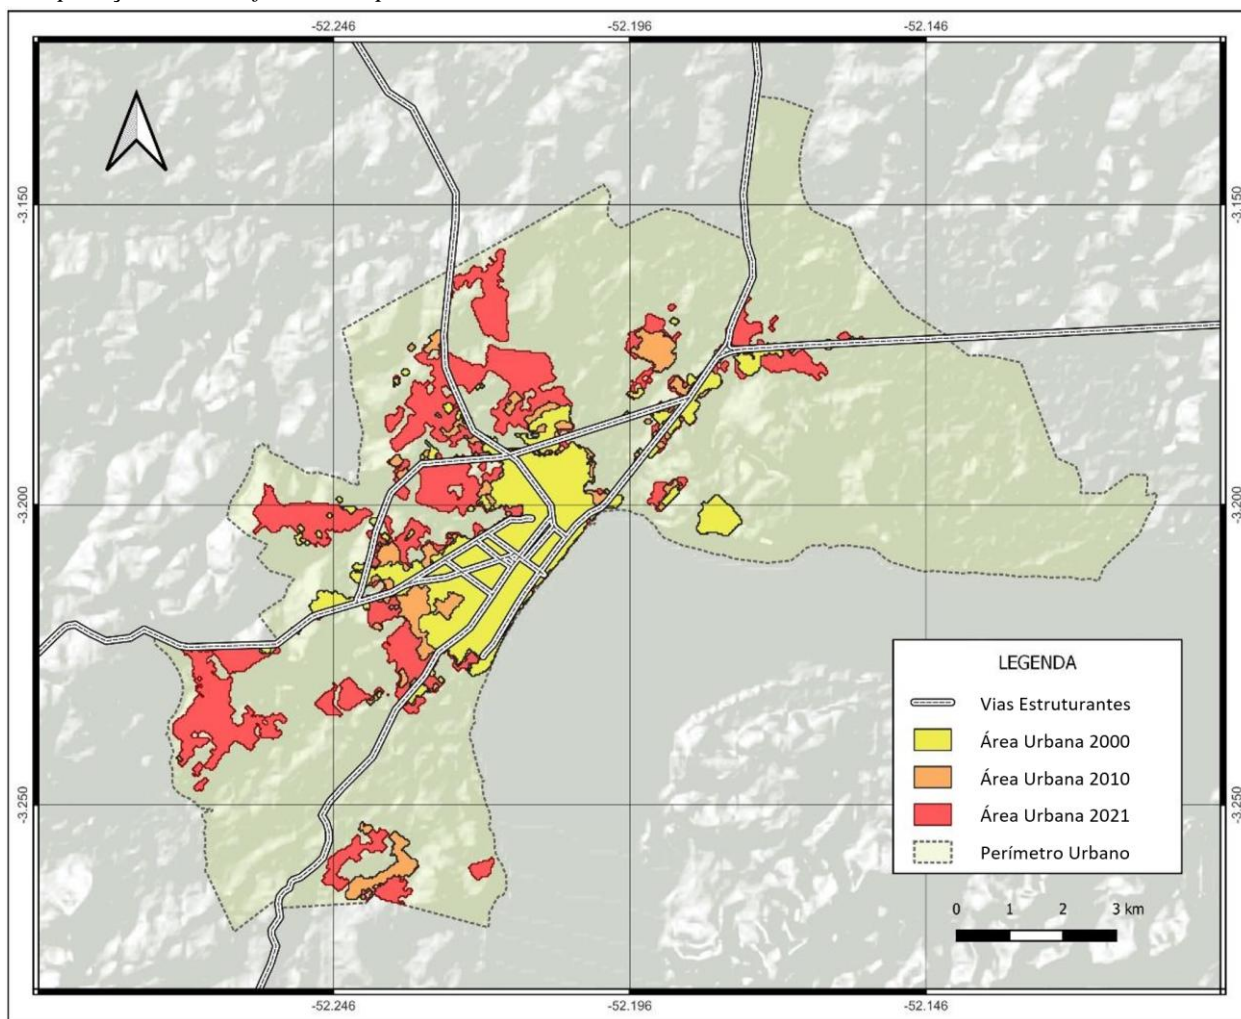 -52.246 -52.196 -52.146
-3.150 -3.150
-3.200 -3.200
LEGENDA
Vias Estruturantes
Área Urbana 2000
Área Urbana 2010
Área Urbana 2021
Perímetro Urbano
-3.250 -3.250
0 1 2 3 km
-52.246 -52.196 -52.146